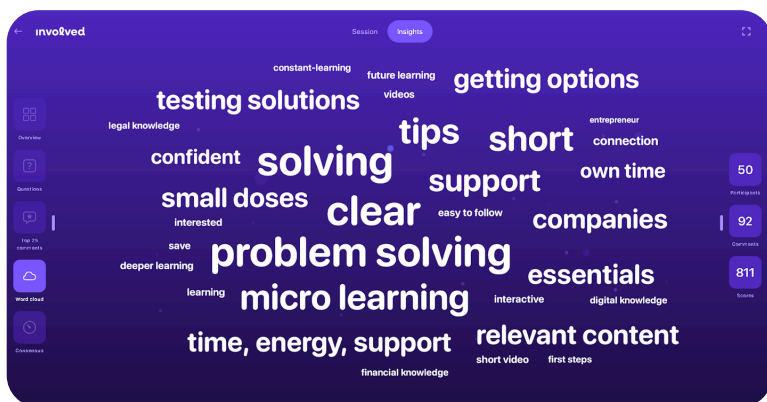 involved
Session
Insights
constant-learning
future learning
getting options
videos
testing solutions
entrepreneur
legal knowledge
tips
short
connection
confident
solving
own time
support
small doses
clear
easy to follow
companies
interested
save
problem solving
deeper learning
essentials
learning
micro learning
interactive
digital knowledge
time, energy, support
relevant content
short video
first steps
financial knowledge
Overview
Questions
Top 25
comments
Word cloud
Consensus
50
Participants
92
Comments
811
Scores